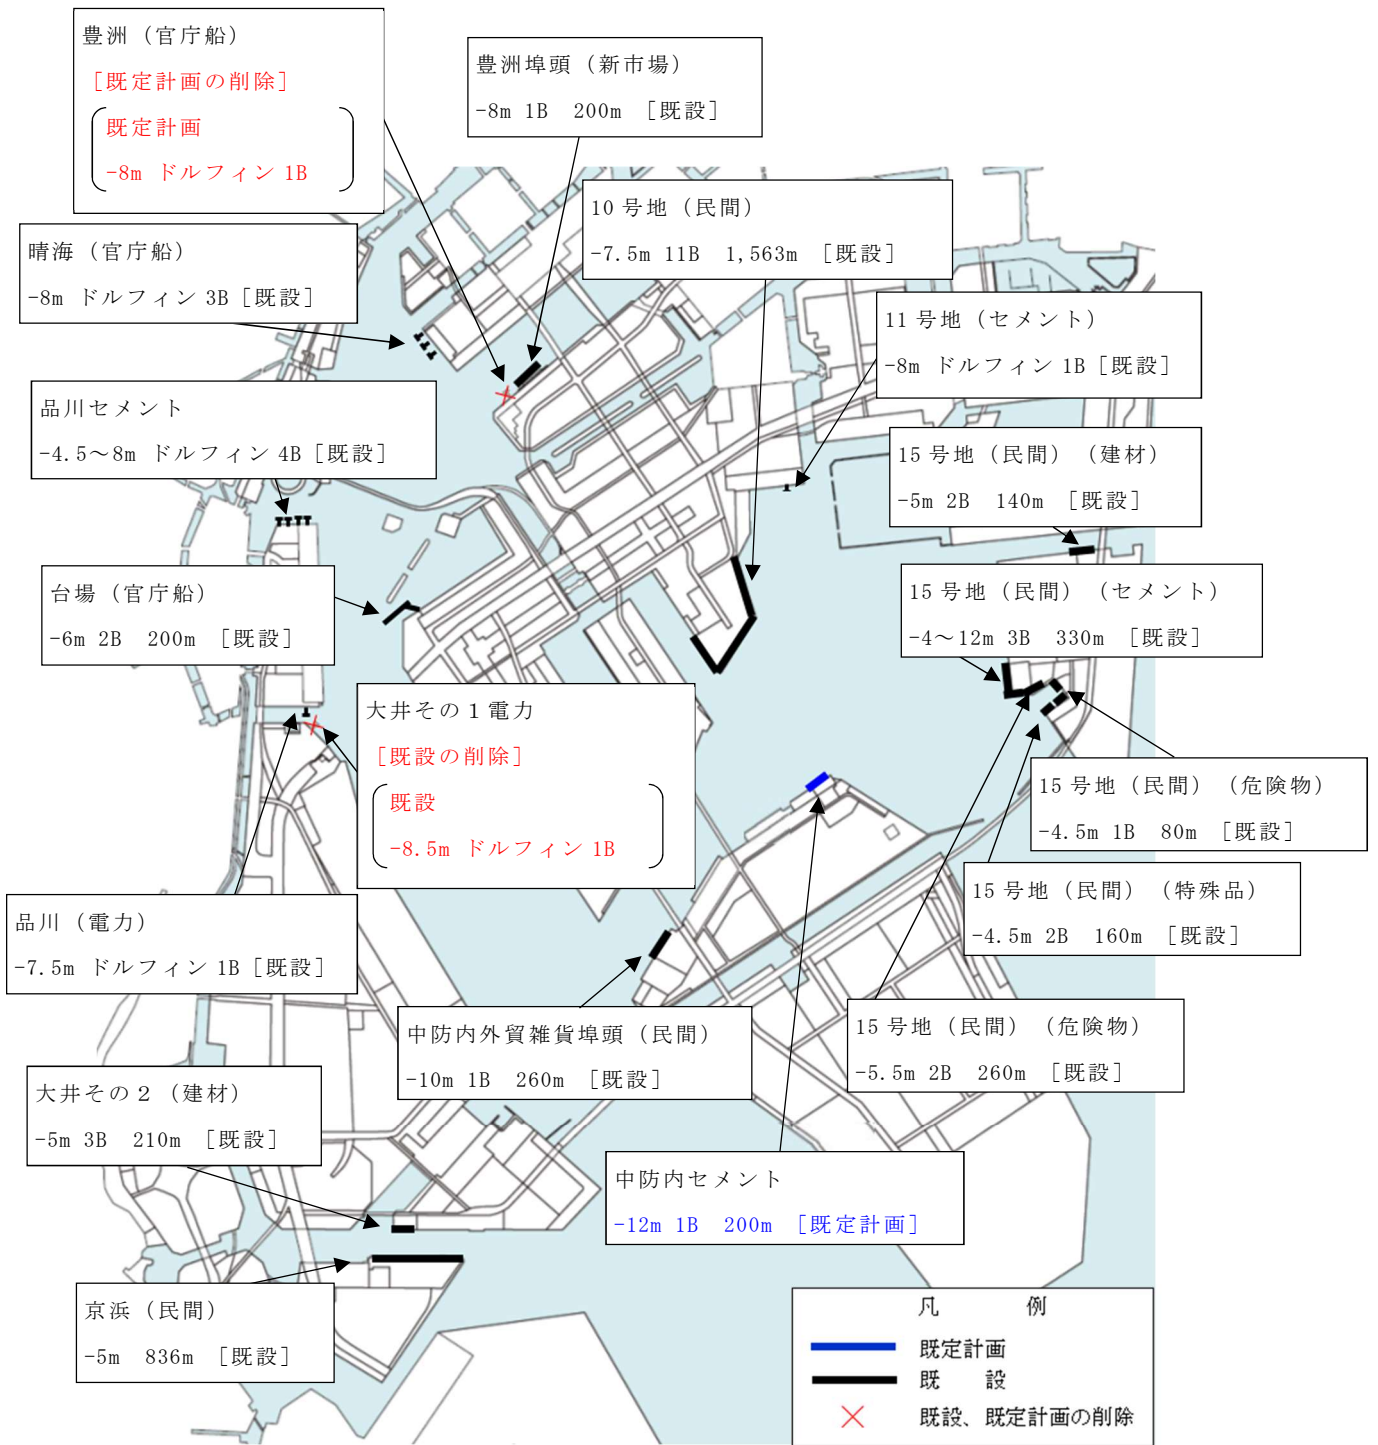 豊洲（官庁船）
［既定計画の削除］
既定計画
-8m ドルフィン 1B
豊洲埠頭（新市場）
-8m 1B 200m ［既設］
10 号地（民間）
-7.5m 11B 1,563m ［既設］
晴海（官庁船）
-8m ドルフィン 3B［既設］
11 号地（セメント）
-8m ドルフィン 1B［既設］
品川セメント
-4.5～8m ドルフィン 4B［既設］
15 号地（民間）（建材）
-5m 2B 140m ［既設］
台場（官庁船）
-6m 2B 200m ［既設］
15 号地（民間）（セメント）
-4～12m 3B 330m ［既設］
大井その１電力
［既設の削除］
既設
-8.5m ドルフィン 1B
15 号地（民間）（危険物）
-4.5m 1B 80m ［既設］
15 号地（民間）（特殊品）
-4.5m 2B 160m ［既設］
品川（電力）
-7.5m ドルフィン 1B［既設］
中防内外貿雑貨埠頭（民間）
-10m 1B 260m ［既設］
15 号地（民間）（危険物）
-5.5m 2B 260m ［既設］
大井その２（建材）
-5m 3B 210m ［既設］
中防内セメント
-12m 1B 200m ［既定計画］
京浜（民間）
-5m 836m ［既設］
凡 例
既定計画
既 設
既設、既定計画の削除